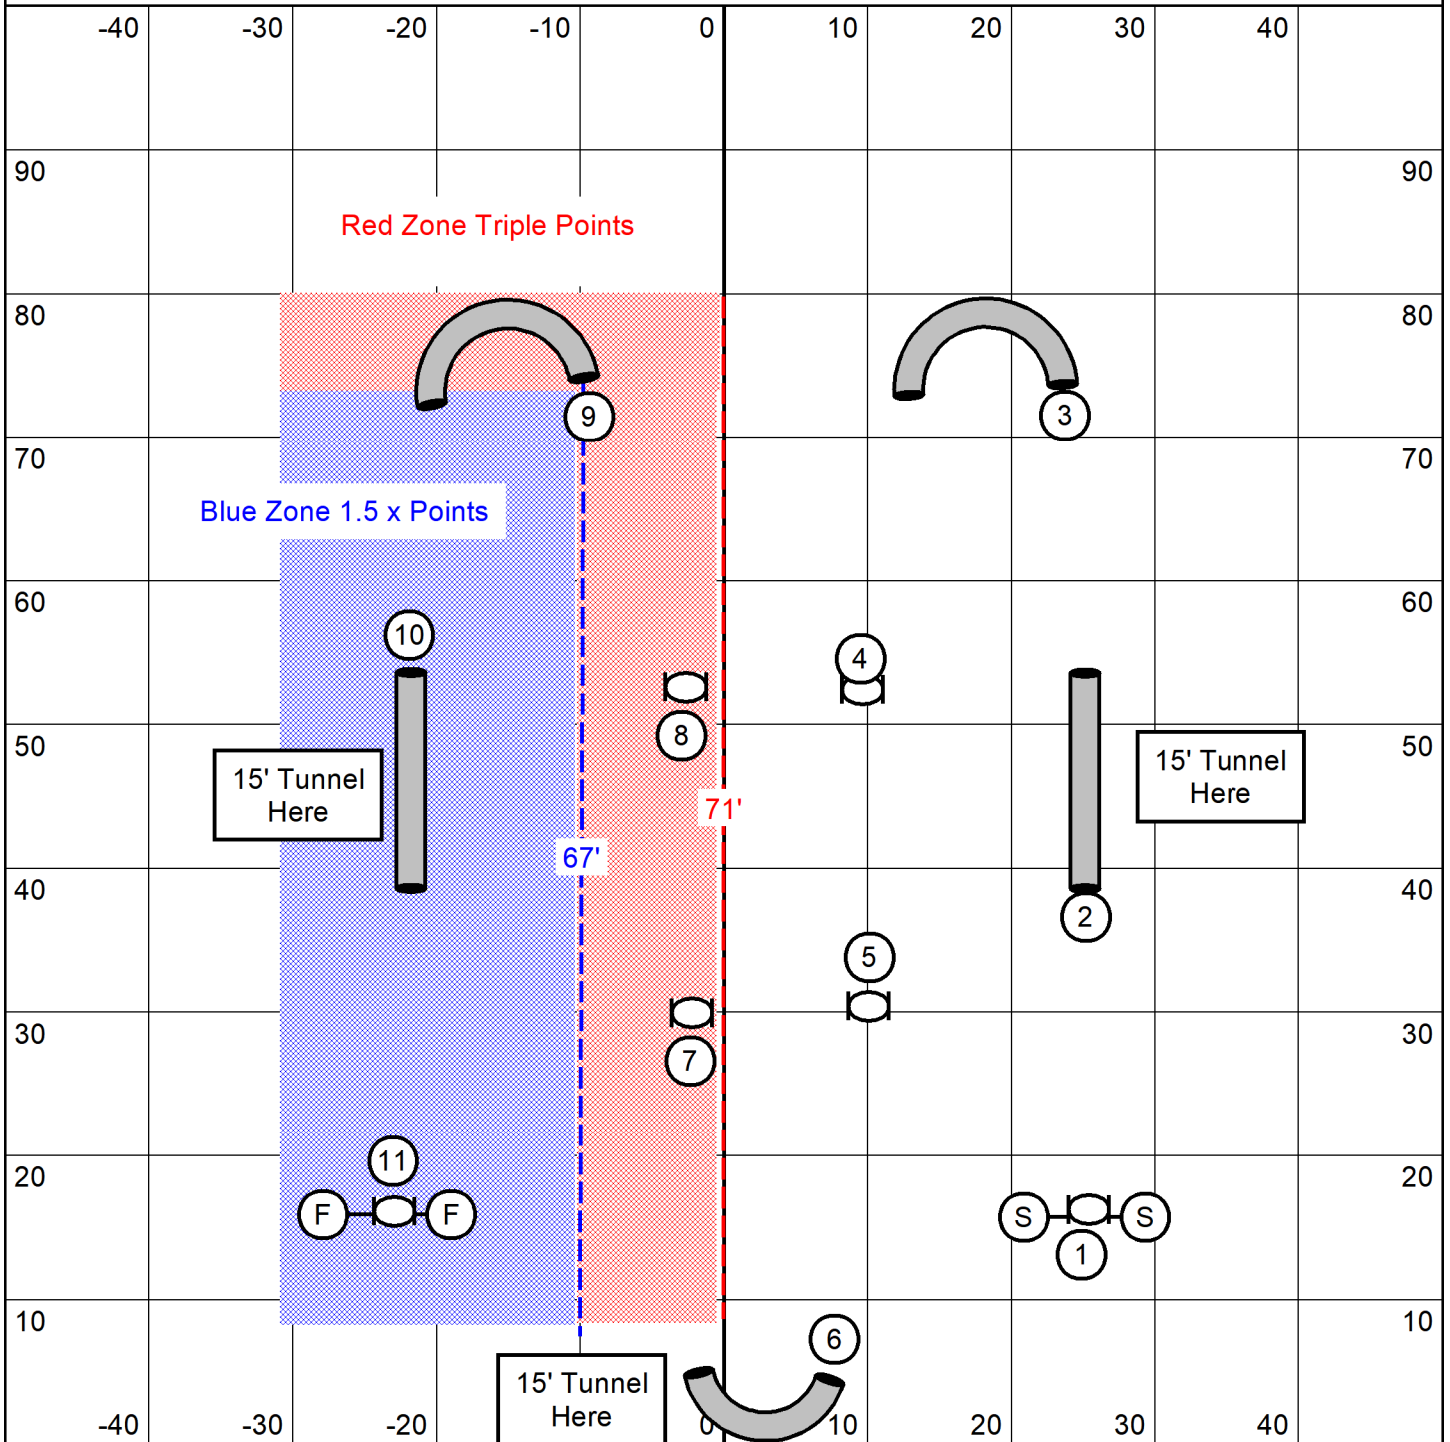 -40 -30 -20 -10 0 10 20 30 40
90 90
Red Zone Triple Points
80 80
9 3
70 70
Blue Zone 1.5 x Points
60 60
10 4
8
50 50
15' Tunnel
Here
15' Tunnel
Here
71'
67'
40 40
2
5
30 30
7
11
20 20
F F S S
1
10 10
6
15' Tunnel
Here
-40 -30 -20 0 10 20 30 40